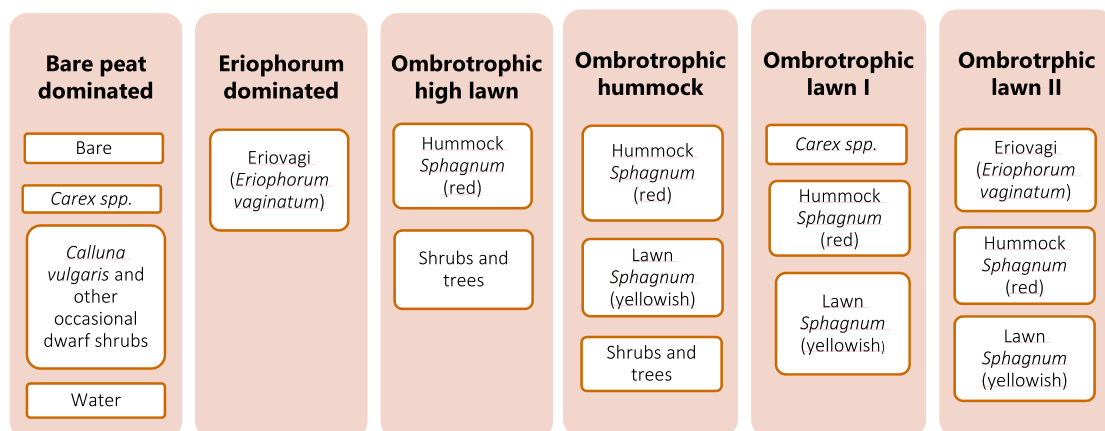 Bare peat
dominated
Bare
Carex spp.
Calluna
vulgaris and
other
occasional
dwarf shrubs
Water
Eriophorum
dominated
Eriovagi
(Eriophorum
vaginatum)
Ombrotrophic
high lawn
Hummock
Sphagnum
(red)
Shrubs and
trees
Ombrotrophic
hummock
Hummock
Sphagnum
(red)
Lawn
Sphagnum
(yellowish)
Shrubs and
trees
Ombrotrophic
lawn I
Carex spp.
Hummock
Sphagnum
(red)
Lawn
Sphagnum
(yellowish)
Ombrotrphic
lawn II
Eriovagi
(Eriophorum
vaginatum)
Hummock
Sphagnum
(red)
Lawn
Sphagnum
(yellowish)